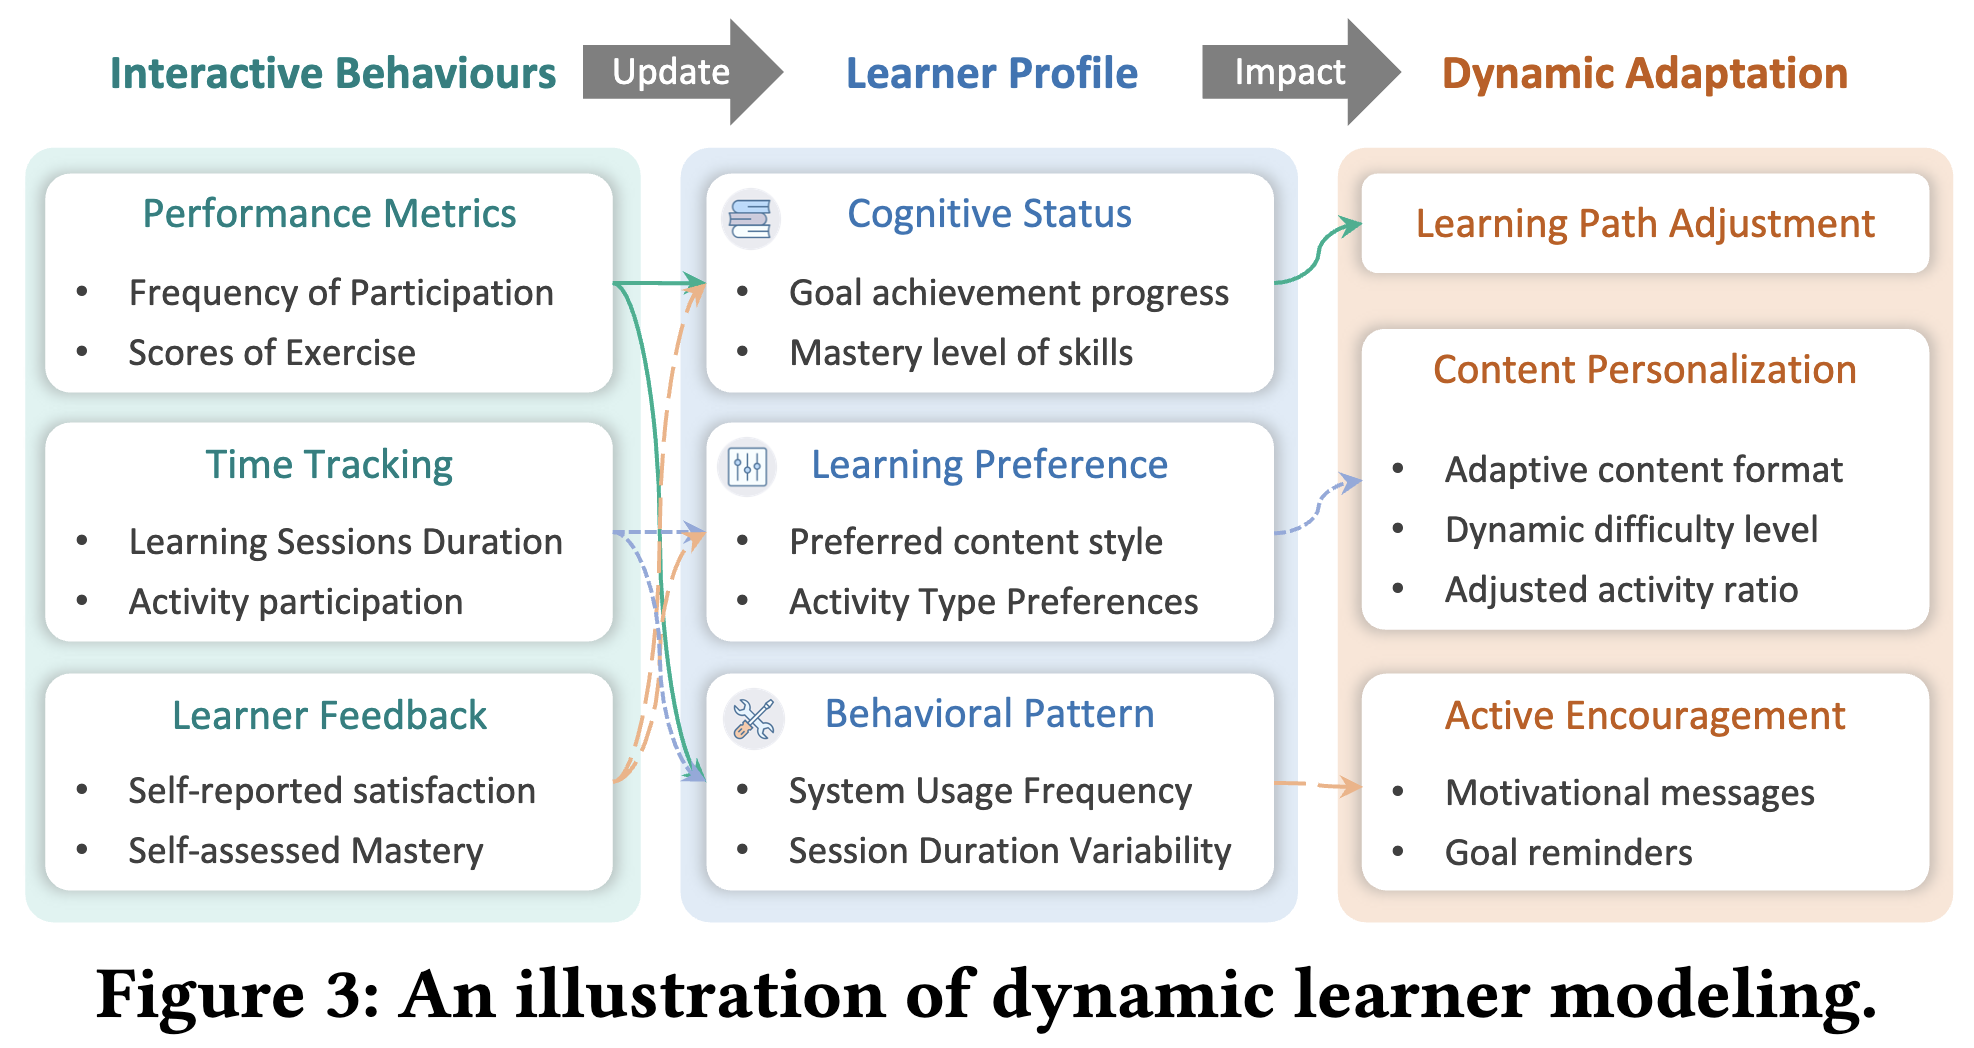 Interactive Behaviours
Update
Learner Profile
Impact
Dynamic Adaptation
Performance Metrics
• Frequency of Participation
• Scores of Exercise
Time Tracking
• Learning Sessions Duration
• Activity participation
Learner Feedback
• Self-reported satisfaction
• Self-assessed Mastery
Cognitive Status
• Goal achievement progress
• Mastery level of skills
Learning Preference
• Preferred content style
• Activity Type Preferences
Behavioral Pattern
• System Usage Frequency
• Session Duration Variability
Learning Path Adjustment
Content Personalization
• Adaptive content format
• Dynamic difficulty level
• Adjusted activity ratio
Active Encouragement
• Motivational messages
• Goal reminders
Figure 3: An illustration of dynamic learner modeling.